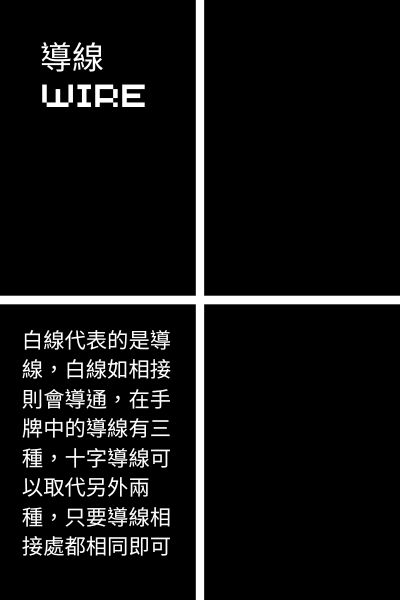 導線
WIRE
白線代表的是導
線，白線如相接
則會導通，在手
牌中的導線有三
種，十字導線可
以取代另外兩
種，只要導線相
接處都相同即可